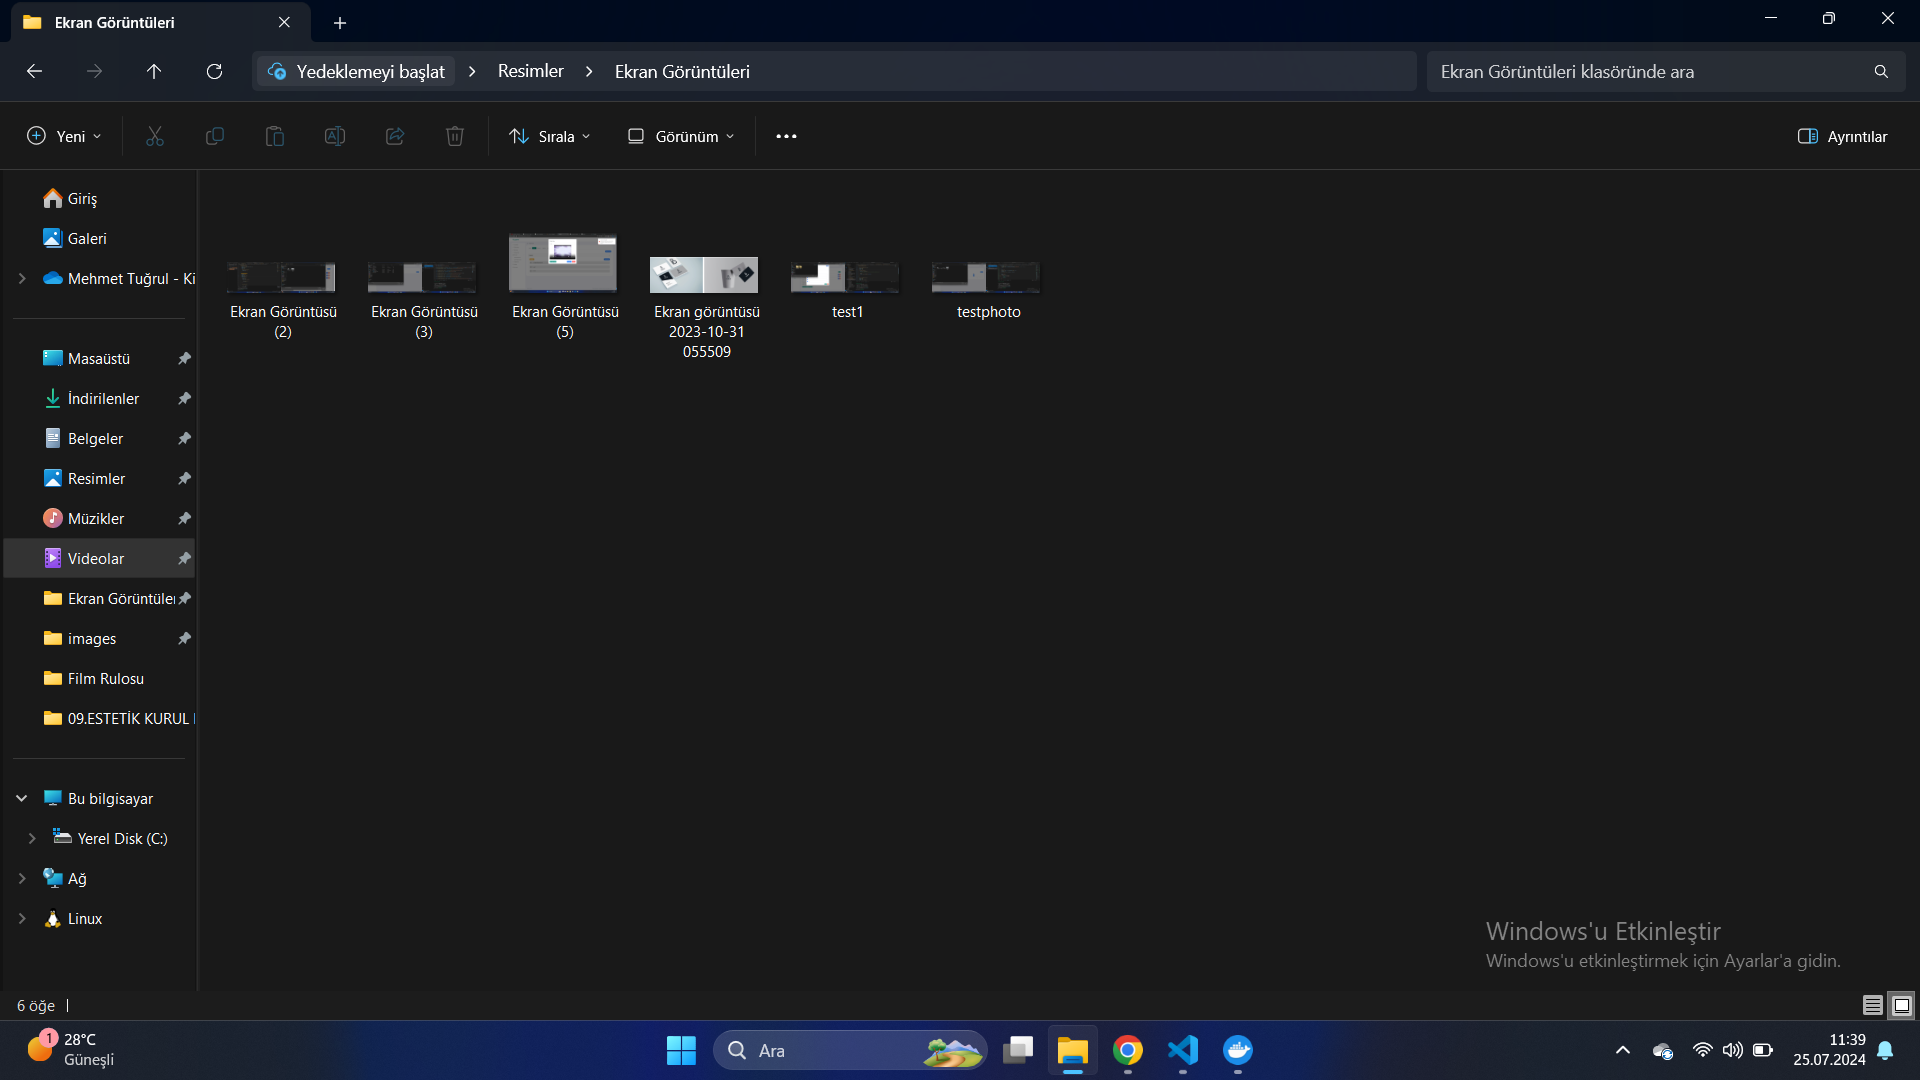 Ekran Görüntüleri
Yedeklemeyi başlat
Resimler
Ekran Görüntüleri
Ekran Görüntüleri klasöründe ara
Yeni
Sırala
Görünüm
Ayrıntılar
Giriş
Galeri
Mehmet Tuğrul - Ki
Masaüstü
İndirilenler
Belgeler
Resimler
Müzikler
Videolar
Ekran Görüntüler
images
Film Rulosu
09.ESTETİK KURUL
Bu bilgisayar
Yerel Disk (C:)
Ağ
Linux
Ekran Görüntüsü
(2)
Ekran Görüntüsü
(3)
Ekran Görüntüsü
(5)
Ekran görüntüsü
2023-10-31
055509
test1
testphoto
Windows'u Etkinleştir
Windows'u etkinleştirmek için Ayarlar'a gidin.
6 öğe
1
28°C
Güneşli
Ara
11:39
25.07.2024